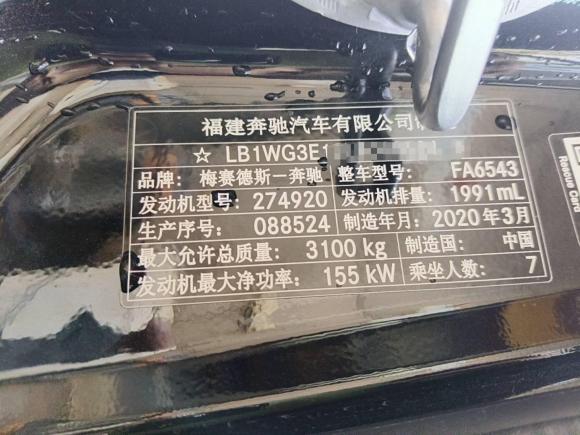 福建奔驰汽车有限公司
☆ LB1WG3E1
品牌: 梅赛德斯-奔驰 整车型号: FA6543
发动机型号: 274920 发动机排量: 1991mL
生产序号: 088524 制造年月: 2020年3月
最大允许总质量: 3100 kg 制造国: 中国
发动机最大净功率: 155 kW 乘坐人数: 7
Rescue Card